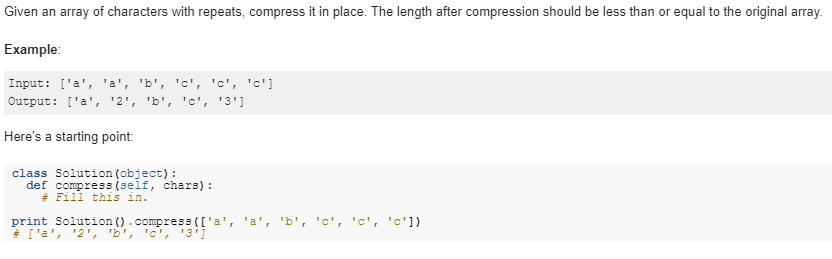 Given an array of characters with repeats, compress it in place. The length after compression should be less than or equal to the original array.
Example:
Input: ['a', 'a', 'b', 'c', 'c', 'c']
Output: ['a', '2', 'b', 'c', '3']
Here's a starting point:
class Solution(object):
  def compress(self, chars):
    # Fill this in.
print Solution().compress(['a', 'a', 'b', 'c', 'c', 'c'])
# ['a', '2', 'b', 'c', '3']